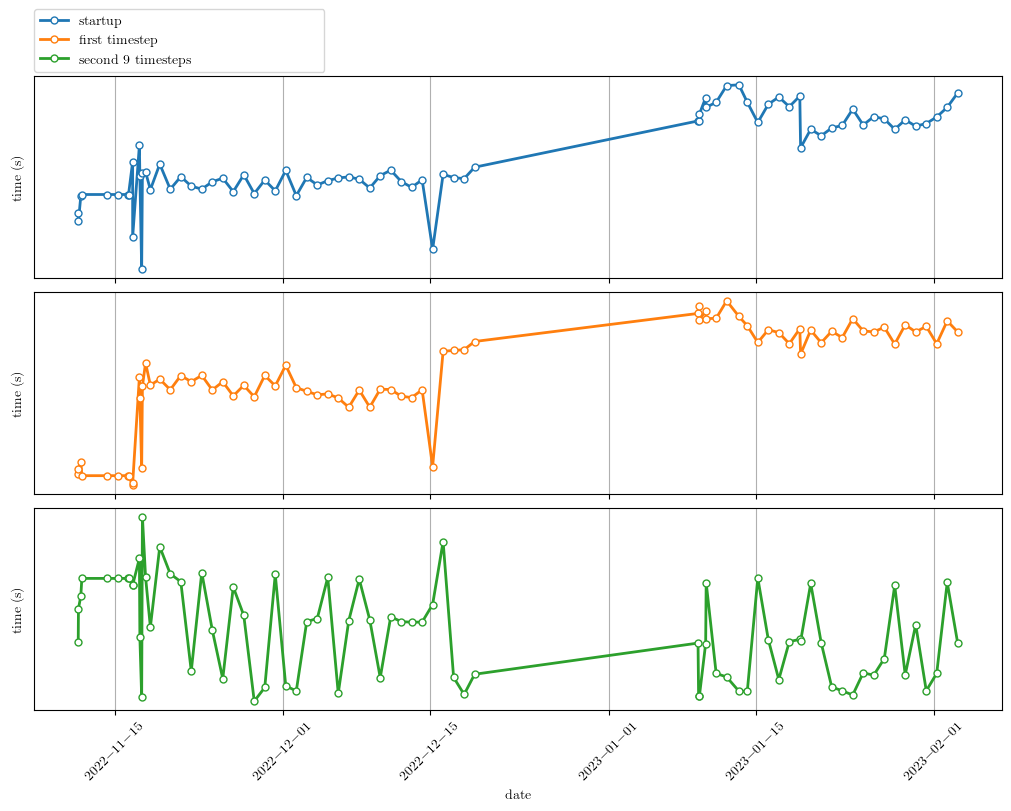 startup
first timestep
second 9 timesteps
time (s)
time (s)
time (s)
2022−11−15
2022−12−01
2022−12−15
2023−01−01
2023−01−15
2023−02−01
date